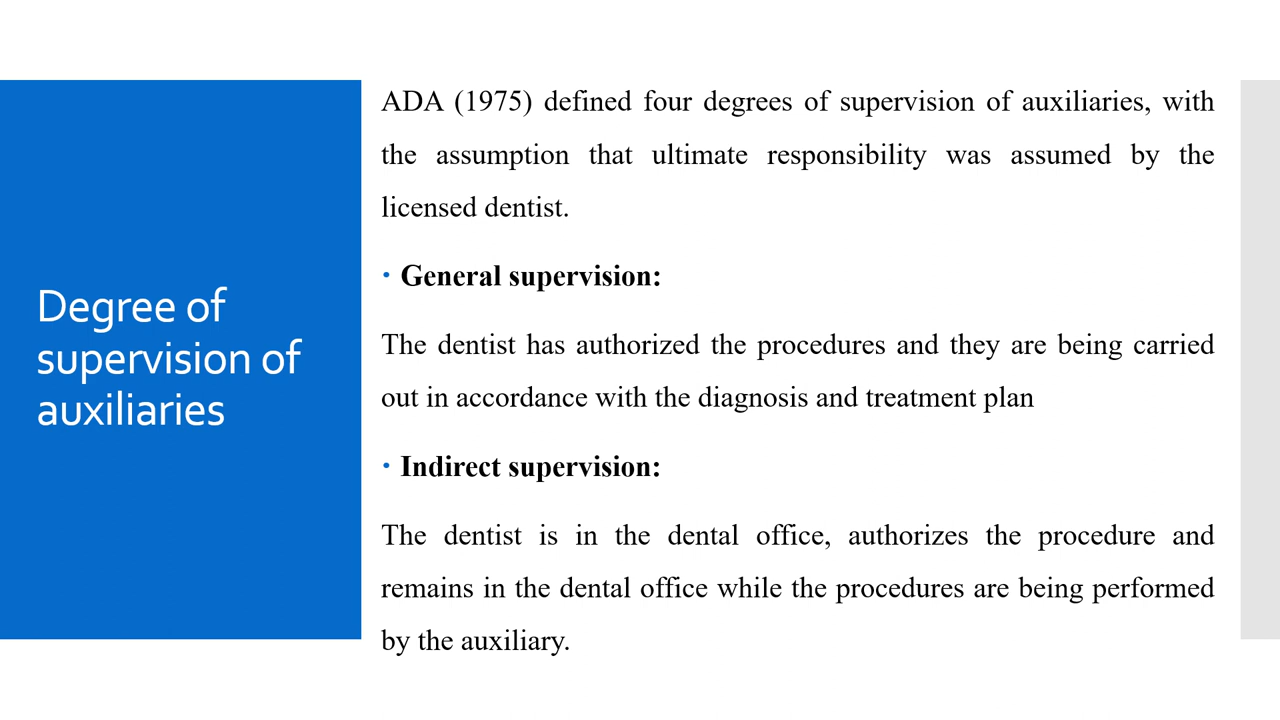 Degree of
supervision of
auxiliaries
ADA (1975) defined four degrees of supervision of auxiliaries, with
the assumption that ultimate responsibility was assumed by the
licensed dentist.
• General supervision:
The dentist has authorized the procedures and they are being carried
out in accordance with the diagnosis and treatment plan
• Indirect supervision:
The dentist is in the dental office, authorizes the procedure and
remains in the dental office while the procedures are being performed
by the auxiliary.